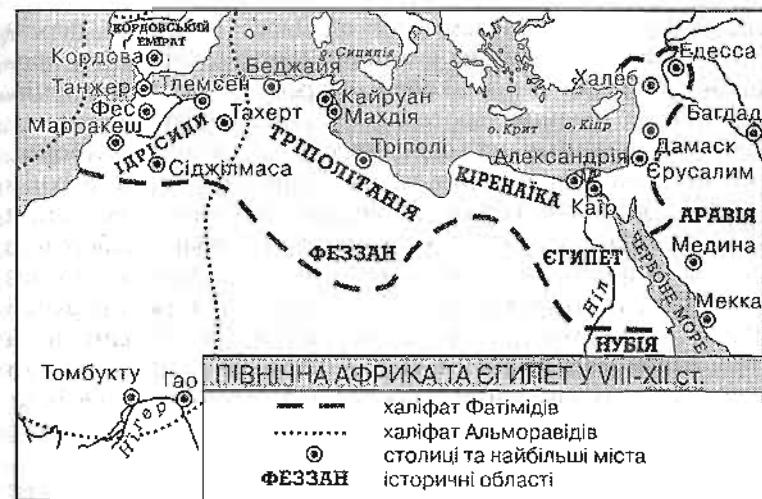 КОРДОВСЬКИЙ
ЕМІРАТ
Кордова
Танжер
Тлемсен
Фес
Марракеш
Тахерт
ІДРІСИДИ
Сіджілмаса
Беджайя
о. Сицилія
Кайруан
Махдія
ТРІПОЛІТАНІЯ
Тріполі
ФЕЗЗАН
о. Крит
о. Кіпр
КІРЕНАЇКА
Александрія
Каїр
ЄГИПЕТ
Ніл
НУБІЯ
Едесса
Халеб
Багдад
Дамаск
Єрусалим
АРАВІЯ
Медина
ЧЕРВОНЕ МОРЕ
Мекка
Томбукту
Гао
Нігер
ПІВНІЧНА АФРИКА ТА ЄГИПЕТ У VIII-XII ст.
халіфат Фатімідів
халіфат Альморавідів
столиці та найбільші міста
ФЕЗЗАН історичні області